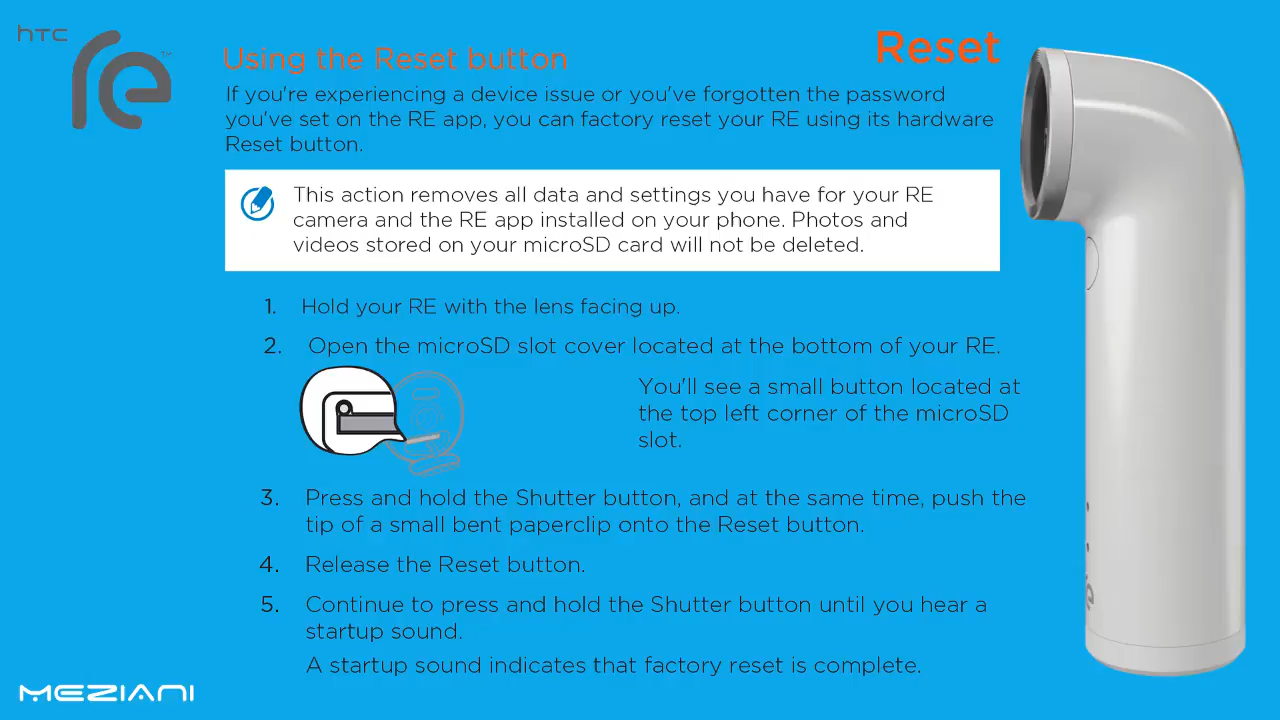 hTC
re™
Reset
Using the Reset button
If you're experiencing a device issue or you've forgotten the password
you've set on the RE app, you can factory reset your RE using its hardware
Reset button.
This action removes all data and settings you have for your RE
camera and the RE app installed on your phone. Photos and
videos stored on your microSD card will not be deleted.
1. Hold your RE with the lens facing up.
2. Open the microSD slot cover located at the bottom of your RE.
You'll see a small button located at
the top left corner of the microSD
slot.
3. Press and hold the Shutter button, and at the same time, push the
tip of a small bent paperclip onto the Reset button.
4. Release the Reset button.
5. Continue to press and hold the Shutter button until you hear a
startup sound.
A startup sound indicates that factory reset is complete.
re
MEZIANI